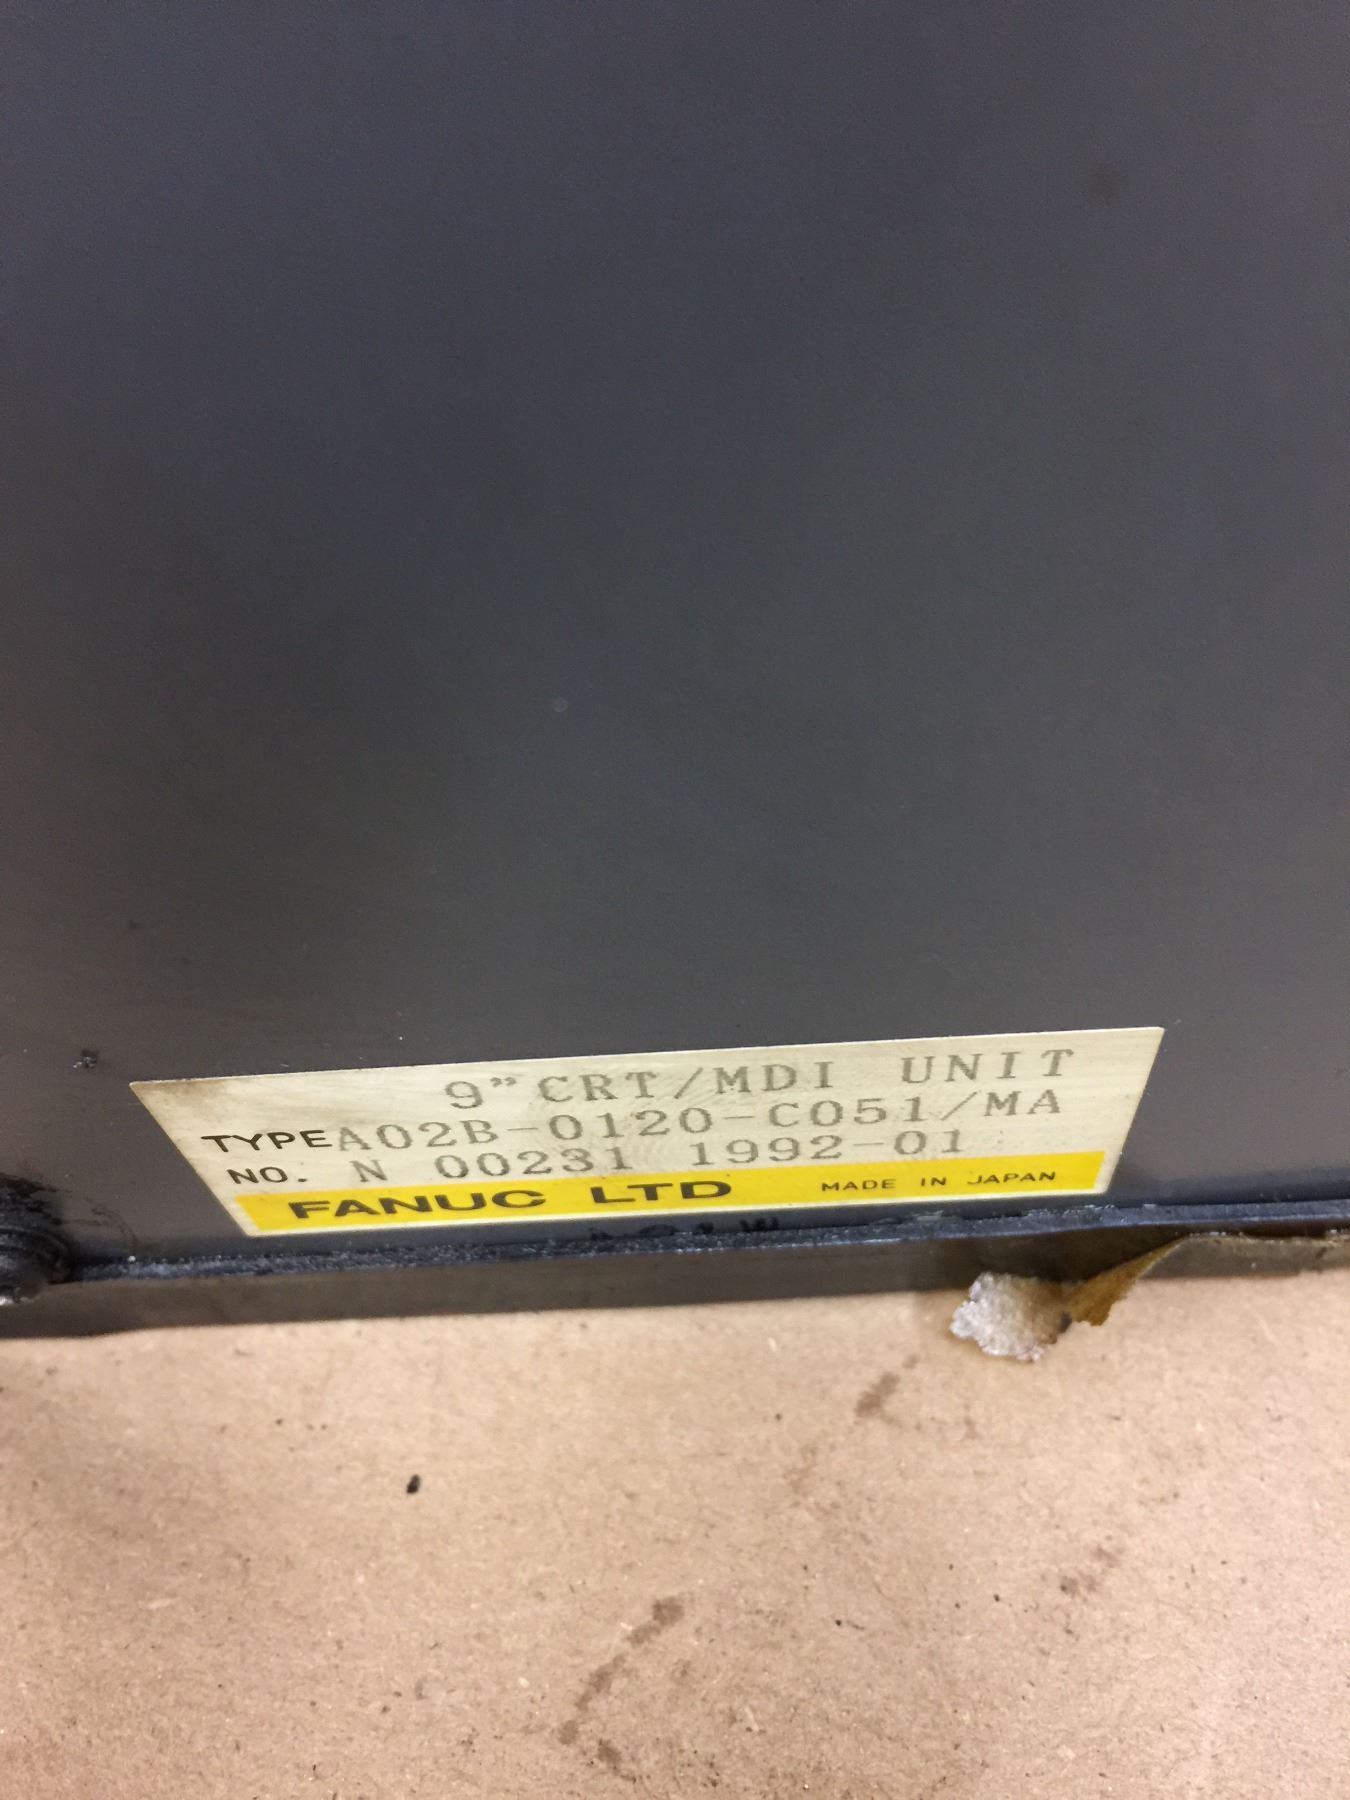 9"CRT/MDI UNIT
TYPE A02B-0120-C051/MA
NO. N 00231 1992-01
FANUC LTD MADE IN JAPAN